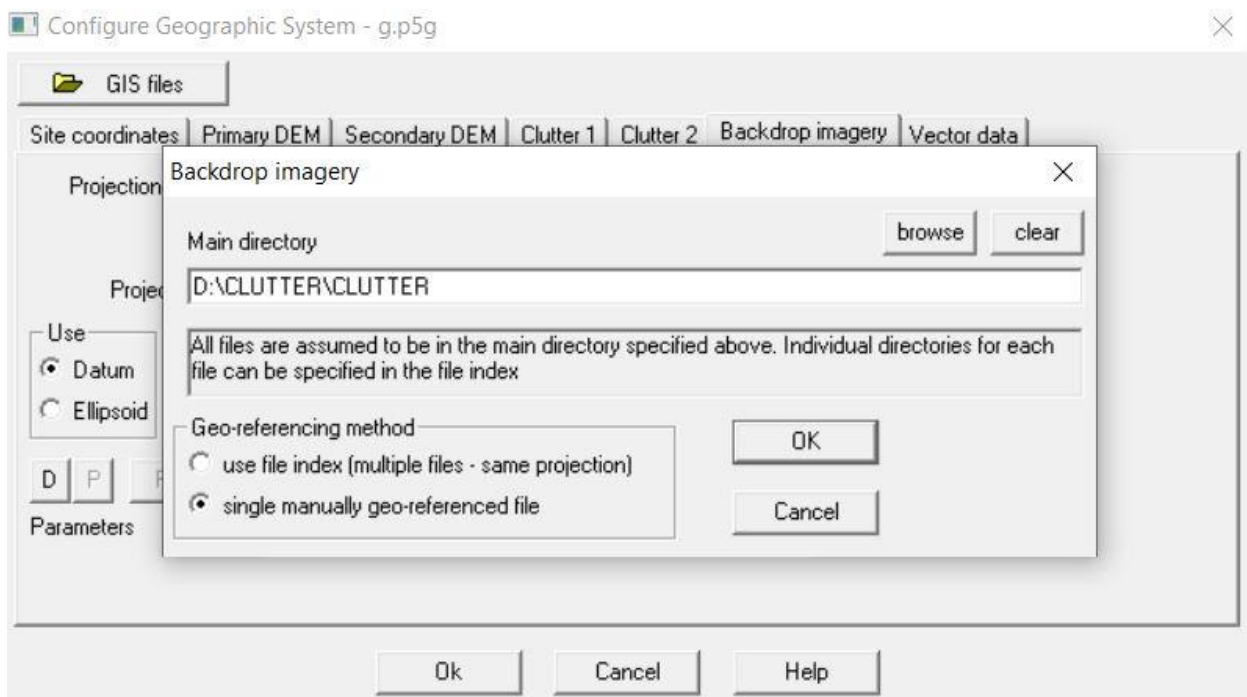 Configure Geographic System - g.p5g
GIS files
Site coordinates Primary DEM Secondary DEM Clutter 1 Clutter 2 Backdrop imagery Vector data
Projection
Backdrop imagery
browse clear
Main directory
D:\CLUTTER\CLUTTER
Projec
Use
Datum
Ellipsoid
All files are assumed to be in the main directory specified above. Individual directories for each
file can be specified in the file index
Geo-referencing method
use file index (multiple files - same projection)
single manually geo-referenced file
OK
Cancel
D P
Parameters
Ok Cancel Help